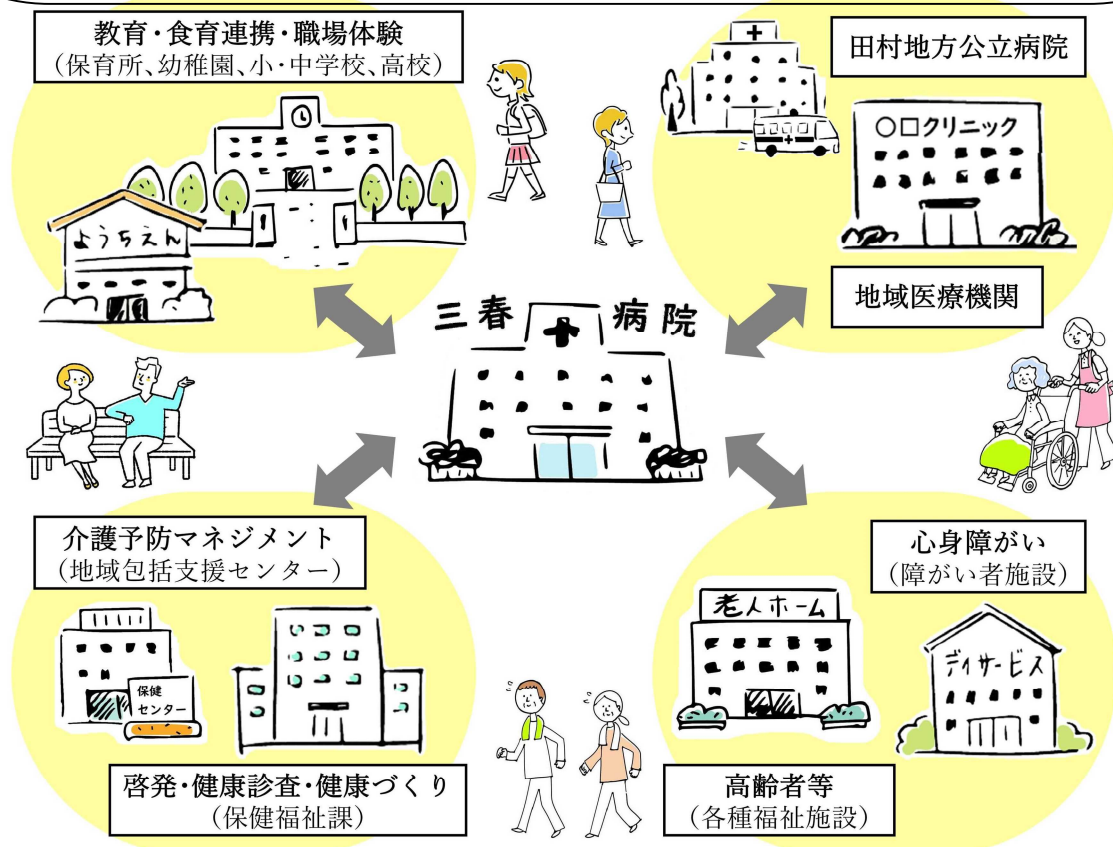 教育・食育連携・職場体験
(保育所、幼稚園、小・中学校、高校)
ようちえん
田村地方公立病院
○□クリニック
地域医療機関
三春 病院
介護予防マネジメント
(地域包括支援センター)
保健
センター
啓発・健康診査・健康づくり
(保健福祉課)
心身障がい
(障がい者施設)
老人ホーム
デイサービス
高齢者等
(各種福祉施設)